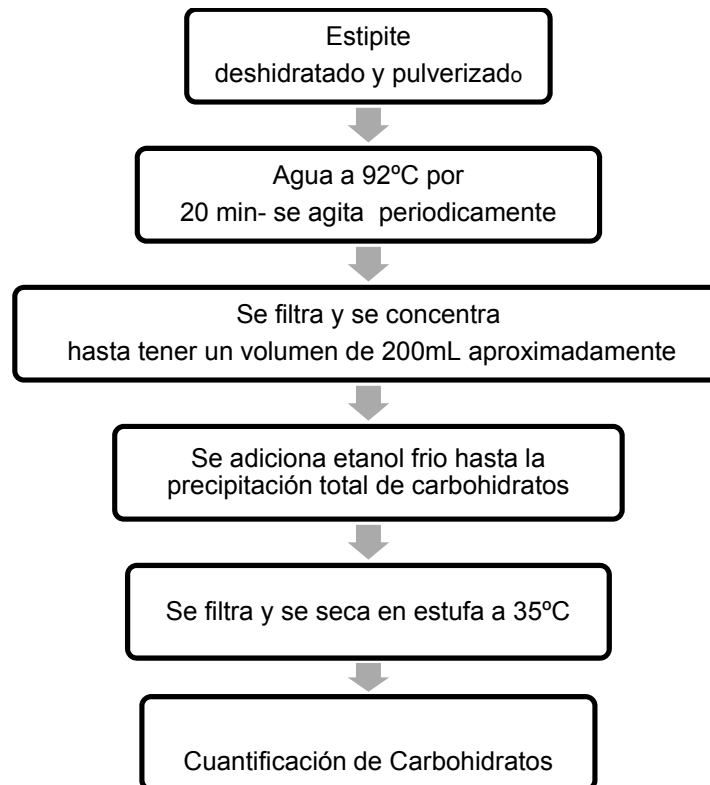 Estipite
deshidratado y pulverizado
Agua a 92ºC por
20 min- se agita periodicamente
Se filtra y se concentra
hasta tener un volumen de 200mL aproximadamente
Se adiciona etanol frio hasta la
precipitación total de carbohidratos
Se filtra y se seca en estufa a 35ºC
Cuantificación de Carbohidratos